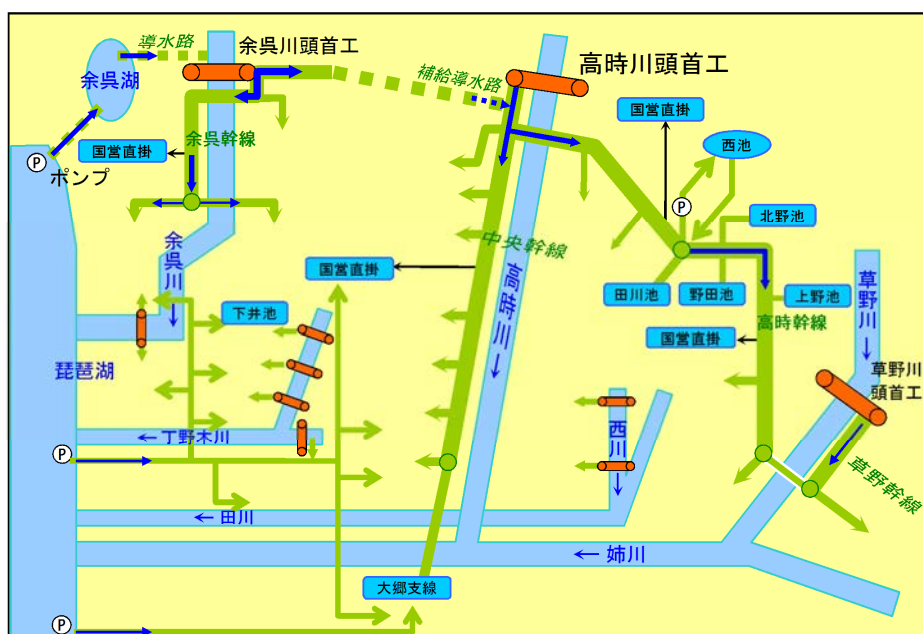 導水路
余呉川頭首工
余呉湖
補給導水路
高時川頭首工
国営直掛
西池
余呉幹線
国営直掛
P
ポンプ
P
北野池
中央幹線
余呉川
国営直掛
高時川
田川池
野田池
上野池
草野川
下井池
高時幹線
国営直掛
琵琶湖
草野川
頭首工
丁野木川
西川
P
草野幹線
田川
姉川
大郷支線
P